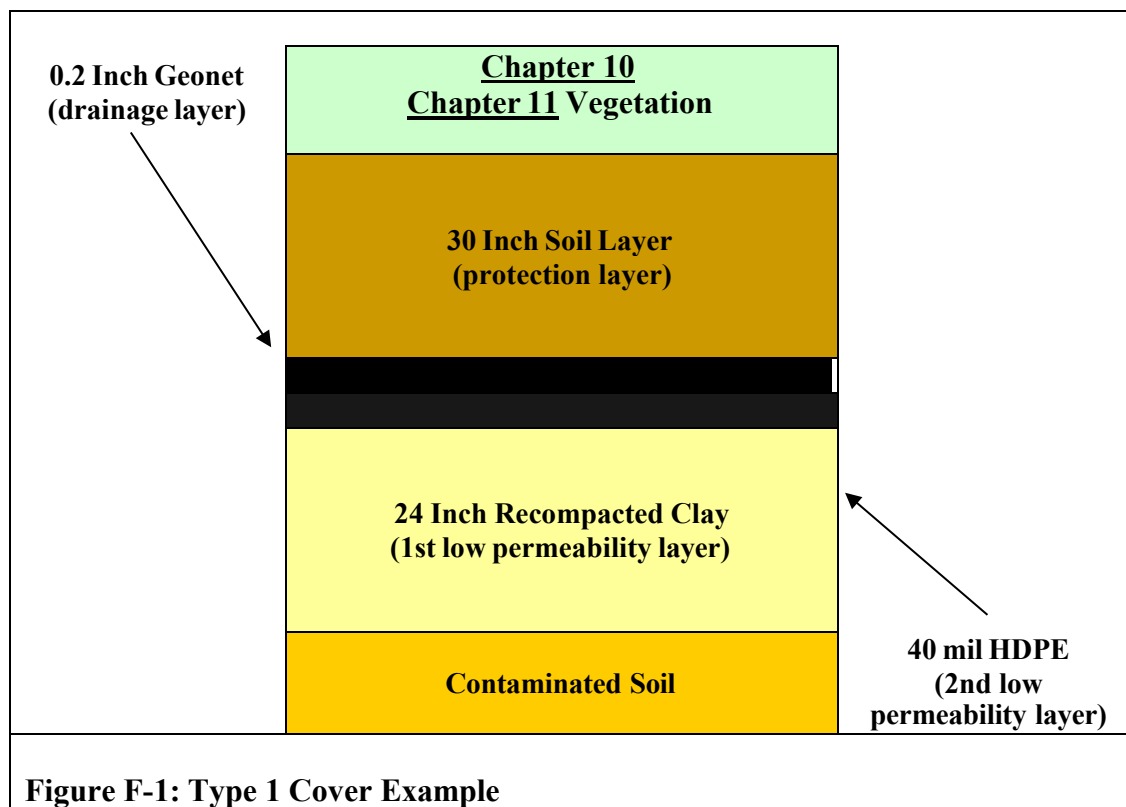 0.2 Inch Geonet
(drainage layer)
Chapter 10
Chapter 11 Vegetation
30 Inch Soil Layer
(protection layer)
24 Inch Recompacted Clay
(1st low permeability layer)
40 mil HDPE
(2nd low
permeability layer)
Contaminated Soil
Figure F-1: Type 1 Cover Example